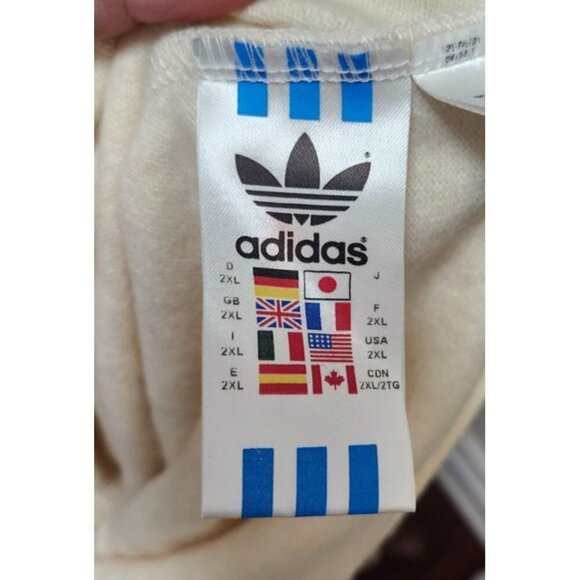 adidas®
D J
2XL
GB F
2XL 2XL
I USA
2XL 2XL
E CDN
2XL 2XL/2TG